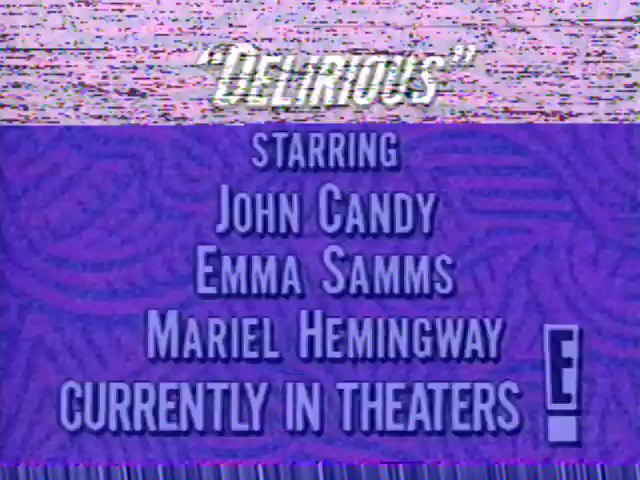 "DELIRIOUS"
STARRING
JOHN CANDY
EMMA SAMMS
MARIEL HEMINGWAY
CURRENTLY IN THEATERS
E!